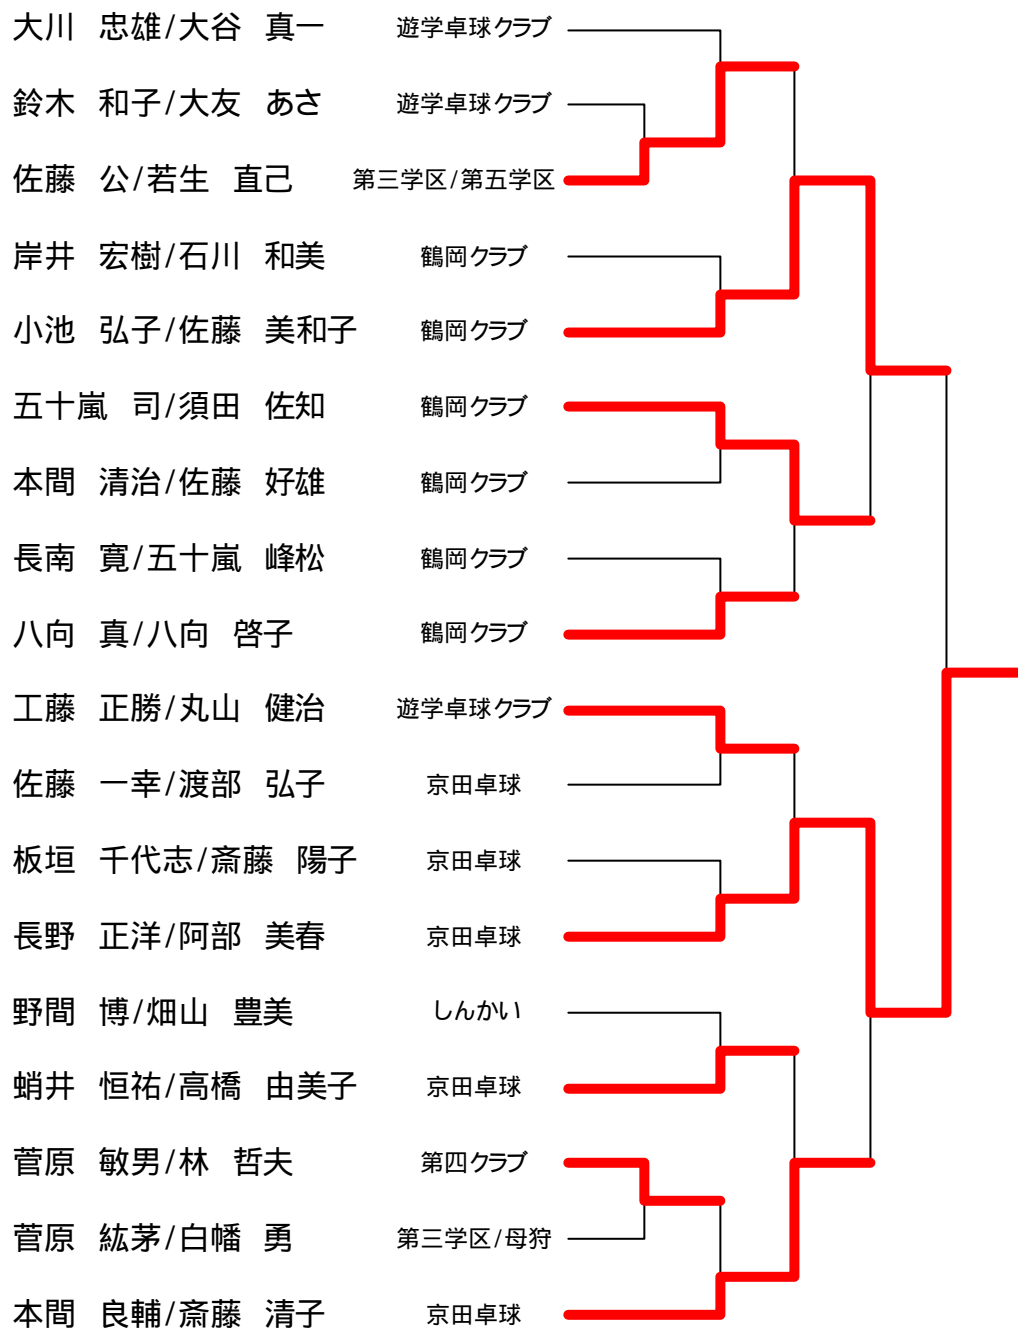 大川 忠雄/大谷 真一 遊学卓球クラブ
鈴木 和子/大友 あさ 遊学卓球クラブ
佐藤 公/若生 直己 第三学区/第五学区
岸井 宏樹/石川 和美 鶴岡クラブ
小池 弘子/佐藤 美和子 鶴岡クラブ
五十嵐 司/須田 佐知 鶴岡クラブ
本間 清治/佐藤 好雄 鶴岡クラブ
長南 寛/五十嵐 峰松 鶴岡クラブ
八向 真/八向 啓子 鶴岡クラブ
工藤 正勝/丸山 健治 遊学卓球クラブ
佐藤 一幸/渡部 弘子 京田卓球
板垣 千代志/斎藤 陽子 京田卓球
長野 正洋/阿部 美春 京田卓球
野間 博/畑山 豊美 しんかい
蛸井 恒祐/高橋 由美子 京田卓球
菅原 敏男/林 哲夫 第四クラブ
菅原 紘茅/白幡 勇 第三学区/母狩
本間 良輔/斎藤 清子 京田卓球